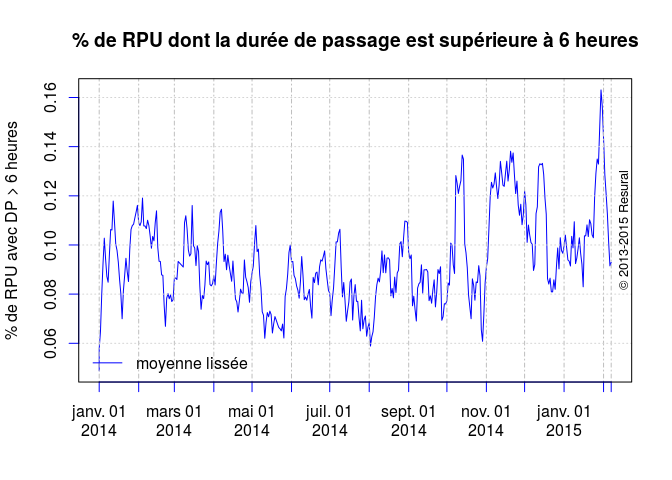 % de RPU dont la durée de passage est supérieure à 6 heures
% de RPU avec DP > 6 heures
0.16
0.14
0.12
0.10
0.08
0.06
© 2013-2015 Resural
moyenne lissée
janv. 01
2014
mars 01
2014
mai 01
2014
juil. 01
2014
sept. 01
2014
nov. 01
2014
janv. 01
2015